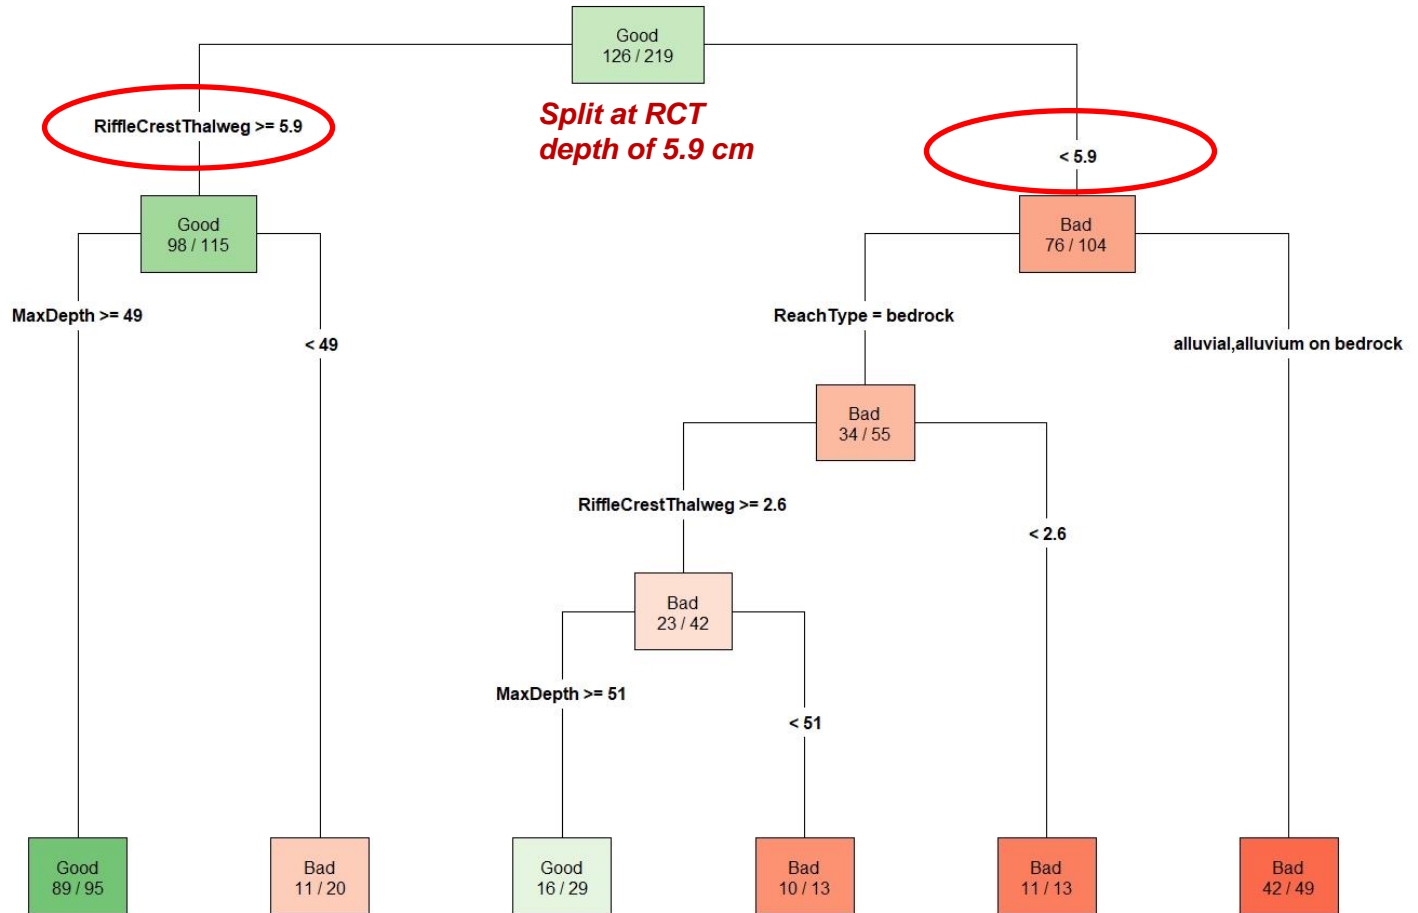 Good
126 / 219
Split at RCT
depth of 5.9 cm
RiffleCrestThalweg >= 5.9
< 5.9
Good
98 / 115
Bad
76 / 104
MaxDepth >= 49
< 49
ReachType = bedrock
alluvial,alluvium on bedrock
Bad
34 / 55
RiffleCrestThalweg >= 2.6
< 2.6
Bad
23 / 42
MaxDepth >= 51
< 51
Good
89 / 95
Bad
11 / 20
Good
16 / 29
Bad
10 / 13
Bad
11 / 13
Bad
42 / 49